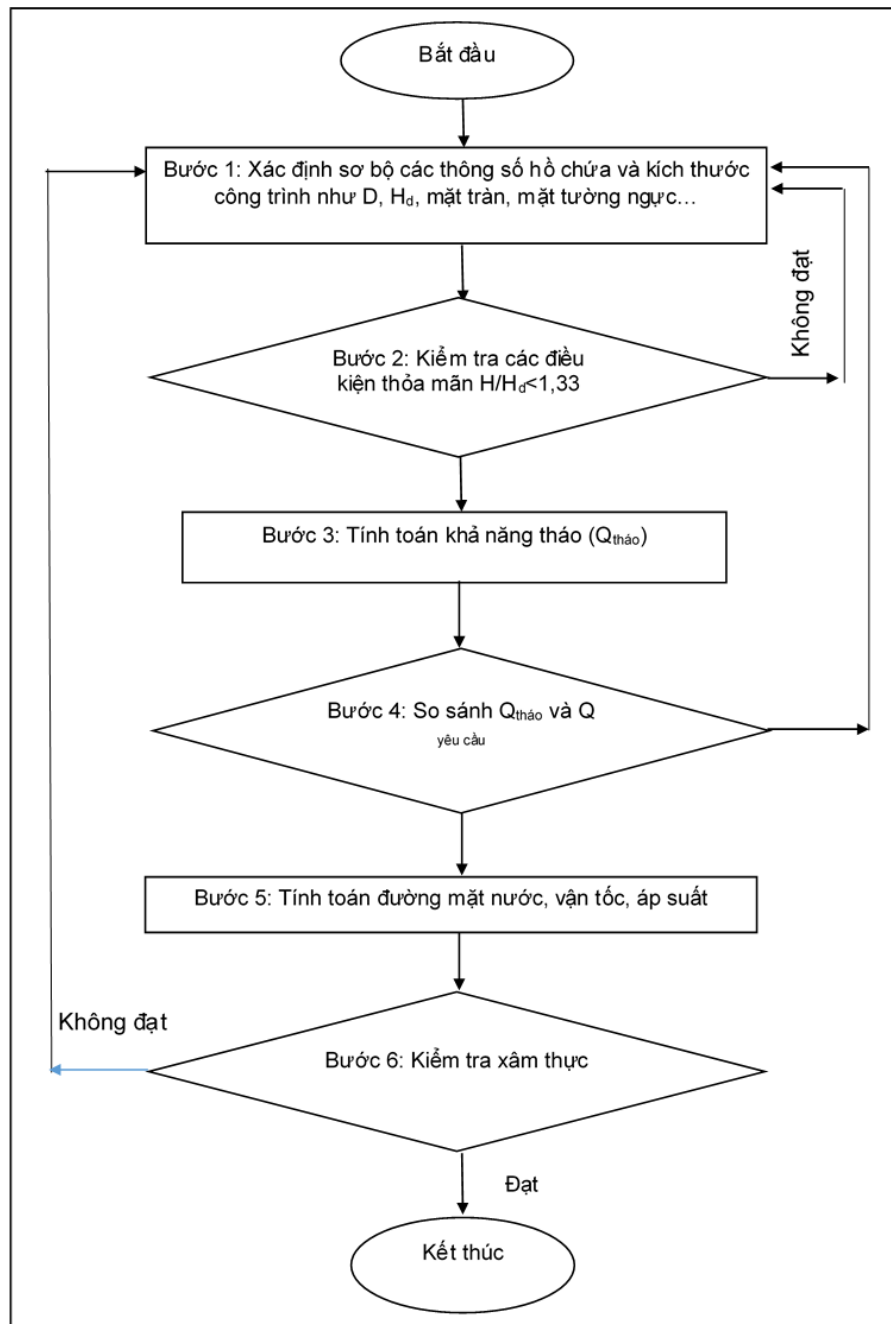 Bắt đầu
Bước 1: Xác định sơ bộ các thông số hồ chứa và kích thước
công trình như D, Hd, mặt tràn, mặt tường ngực...
Không đạt
Bước 2: Kiểm tra các điều
kiện thỏa mãn H/Hd<1,33
Bước 3: Tính toán khả năng tháo (Qtháo)
Bước 4: So sánh Qtháo và Q
yêu cầu
Bước 5: Tính toán đường mặt nước, vận tốc, áp suất
Không đạt
Bước 6: Kiểm tra xâm thực
Đạt
Kết thúc